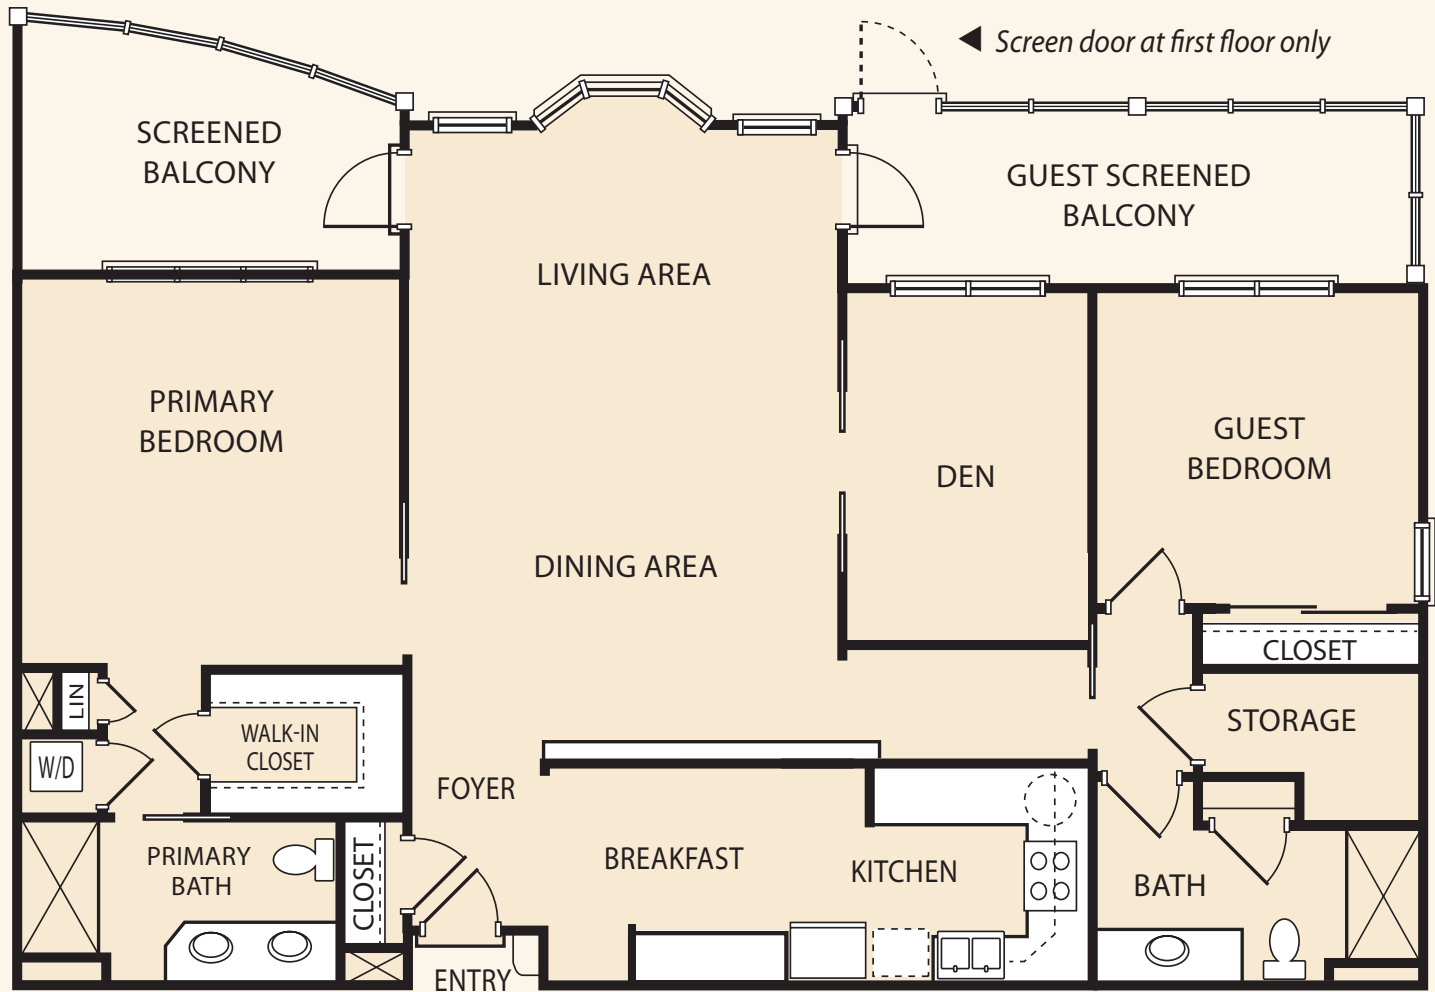 Screen door at first floor only
SCREENED
BALCONY
GUEST SCREENED
BALCONY
LIVING AREA
PRIMARY
BEDROOM
GUEST
BEDROOM
DEN
DINING AREA
CLOSET
LIN
WALK-IN
CLOSET
STORAGE
W/D
FOYER
PRIMARY
BATH
CLOSET
BREAKFAST
KITCHEN
BATH
ENTRY